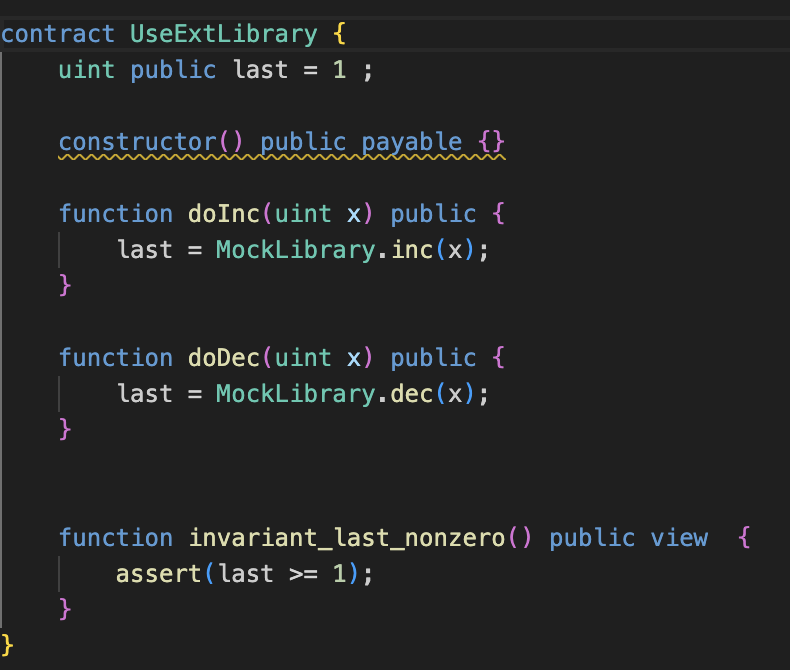 contract UseExtLibrary {
    uint public last = 1 ;
    constructor() public payable {}
    function doInc(uint x) public {
        last = MockLibrary.inc(x);
    }
    function doDec(uint x) public {
        last = MockLibrary.dec(x);
    }
    function invariant_last_nonzero() public view  {
        assert(last >= 1);
    }
}